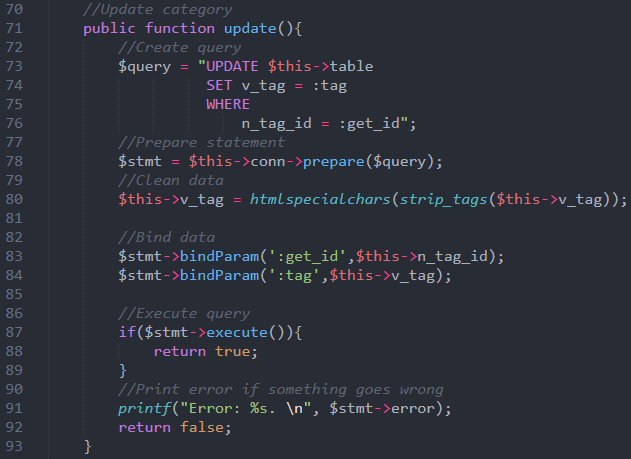 70 //Update category
71 public function update(){
72 //Create query
73 $query = "UPDATE $this->table
74 SET v_tag = :tag
75 WHERE
76 n_tag_id = :get_id";
77 //Prepare statement
78 $stmt = $this->conn->prepare($query);
79 //Clean data
80 $this->v_tag = htmlspecialchars(strip_tags($this->v_tag));
81
82 //Bind data
83 $stmt->bindParam(':get_id',$this->n_tag_id);
84 $stmt->bindParam(':tag',$this->v_tag);
85
86 //Execute query
87 if($stmt->execute()){
88 return true;
89 }
90 //Print error if something goes wrong
91 printf("Error: %s. \n", $stmt->error);
92 return false;
93 }